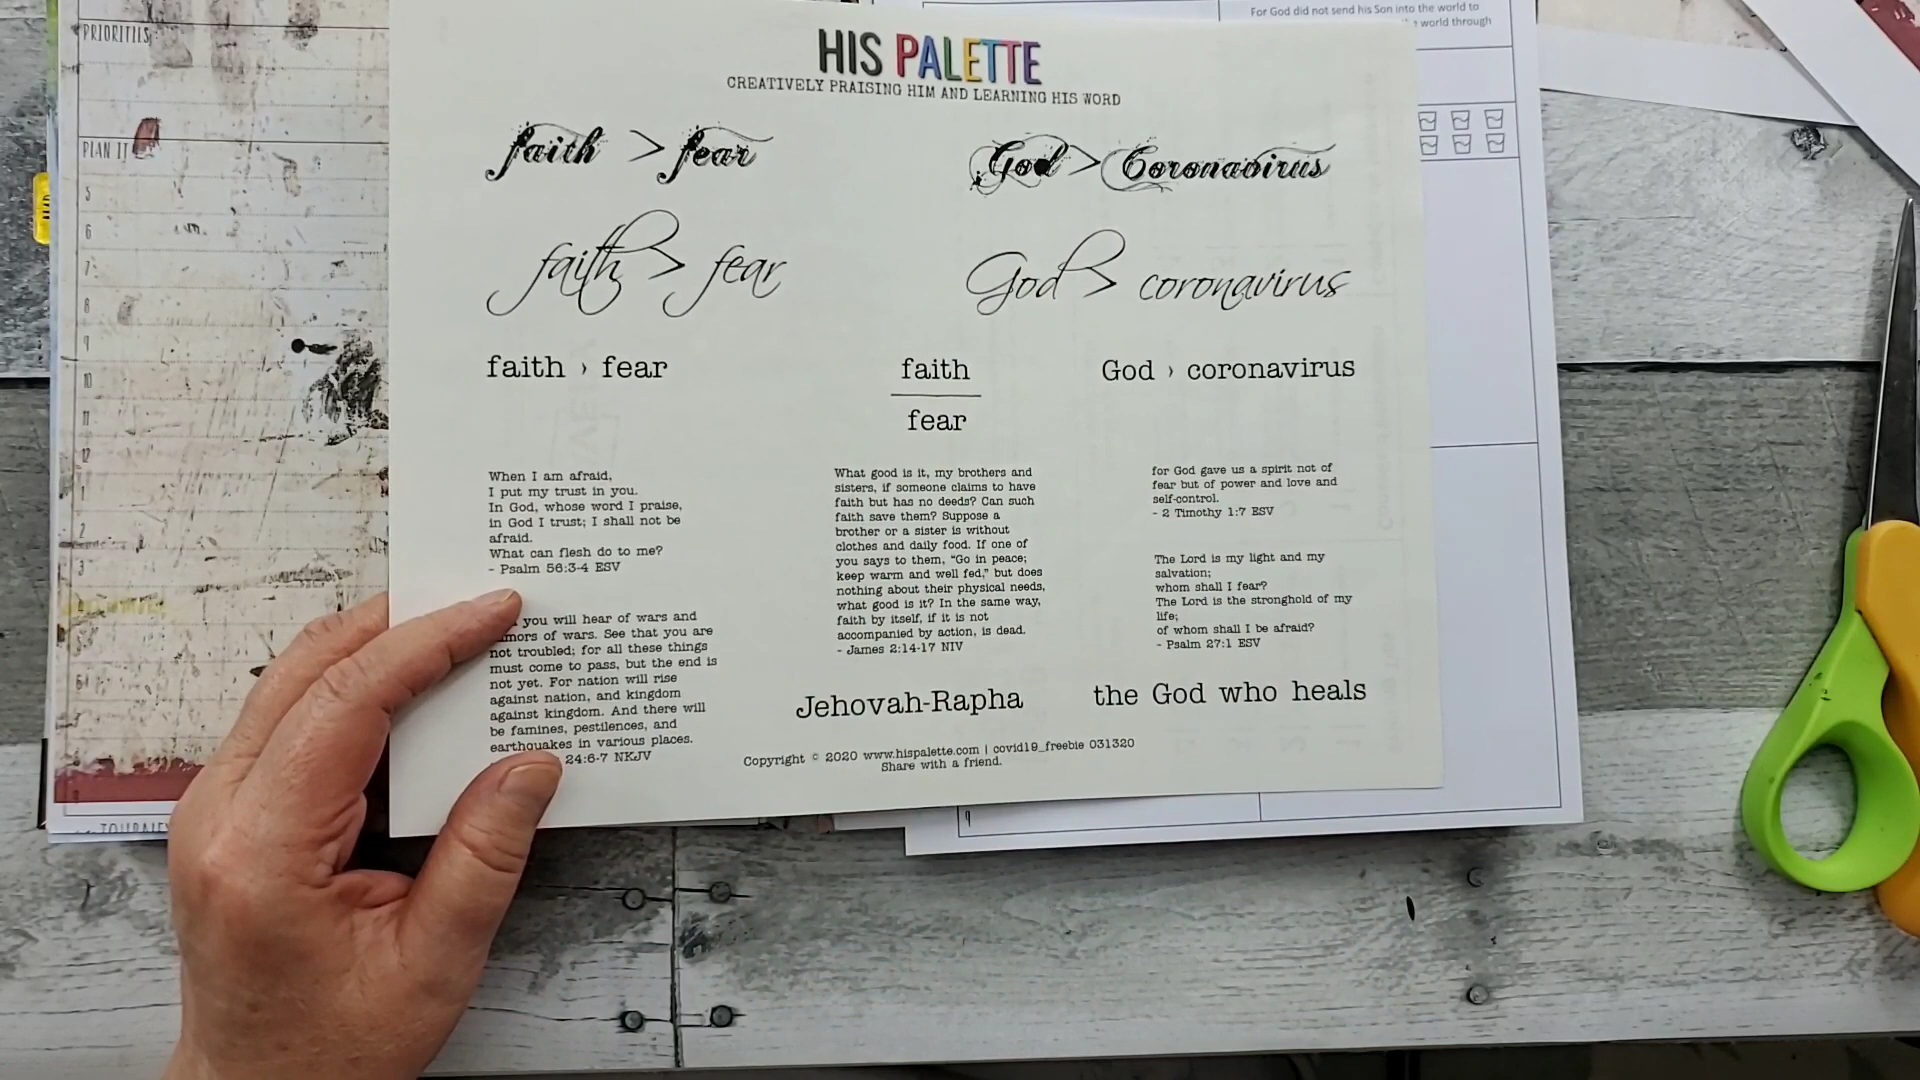 For God did not send his Son into the world to
world through
PRIORITIES
PLAN IT
5
6
7
8
9
10
11
12
1
2
3
4
5
6
HIS PALETTE
CREATIVELY PRAISING HIM AND LEARNING HIS WORD
faith > fear
God > Coronavirus
faith > fear
God > coronavirus
faith › fear
faith
fear
God › coronavirus
When I am afraid,
I put my trust in you.
In God, whose word I praise,
in God I trust; I shall not be
afraid.
What can flesh do to me?
- Psalm 56:3-4 ESV
you will hear of wars and
rumors of wars. See that you are
not troubled; for all these things
must come to pass, but the end is
not yet. For nation will rise
against nation, and kingdom
against kingdom. And there will
be famines, pestilences, and
earthquakes in various places.
24:6-7 NKJV
What good is it, my brothers and
sisters, if someone claims to have
faith but has no deeds? Can such
faith save them? Suppose a
brother or a sister is without
clothes and daily food. If one of
you says to them, “Go in peace;
keep warm and well fed,” but does
nothing about their physical needs,
what good is it? In the same way,
faith by itself, if it is not
accompanied by action, is dead.
- James 2:14-17 NIV
for God gave us a spirit not of
fear but of power and love and
self-control.
- 2 Timothy 1:7 ESV
The Lord is my light and my
salvation;
whom shall I fear?
The Lord is the stronghold of my
life;
of whom shall I be afraid?
- Psalm 27:1 ESV
Jehovah-Rapha
the God who heals
Copyright © 2020 www.hispalette.com | covid19_freebie 031320
Share with a friend.